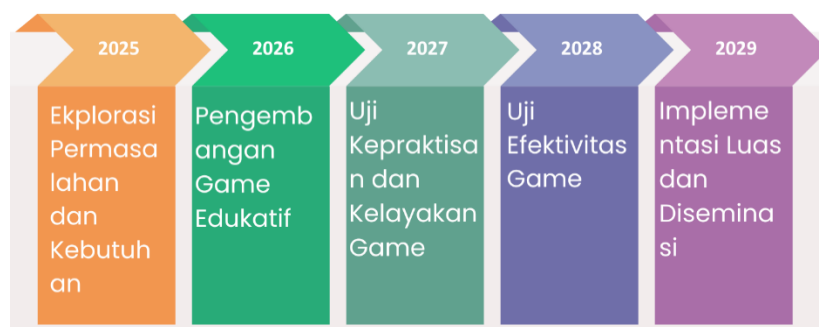 2025
2026
2027
2028
2029
Ekplorasi
Permasa
lahan
dan
Kebutuh
an
Pengemb
angan
Game
Edukatif
Uji
Kepraktisa
n dan
Kelayakan
Game
Uji
Efektivitas
Game
Impleme
ntasi Luas
dan
Disemina
si